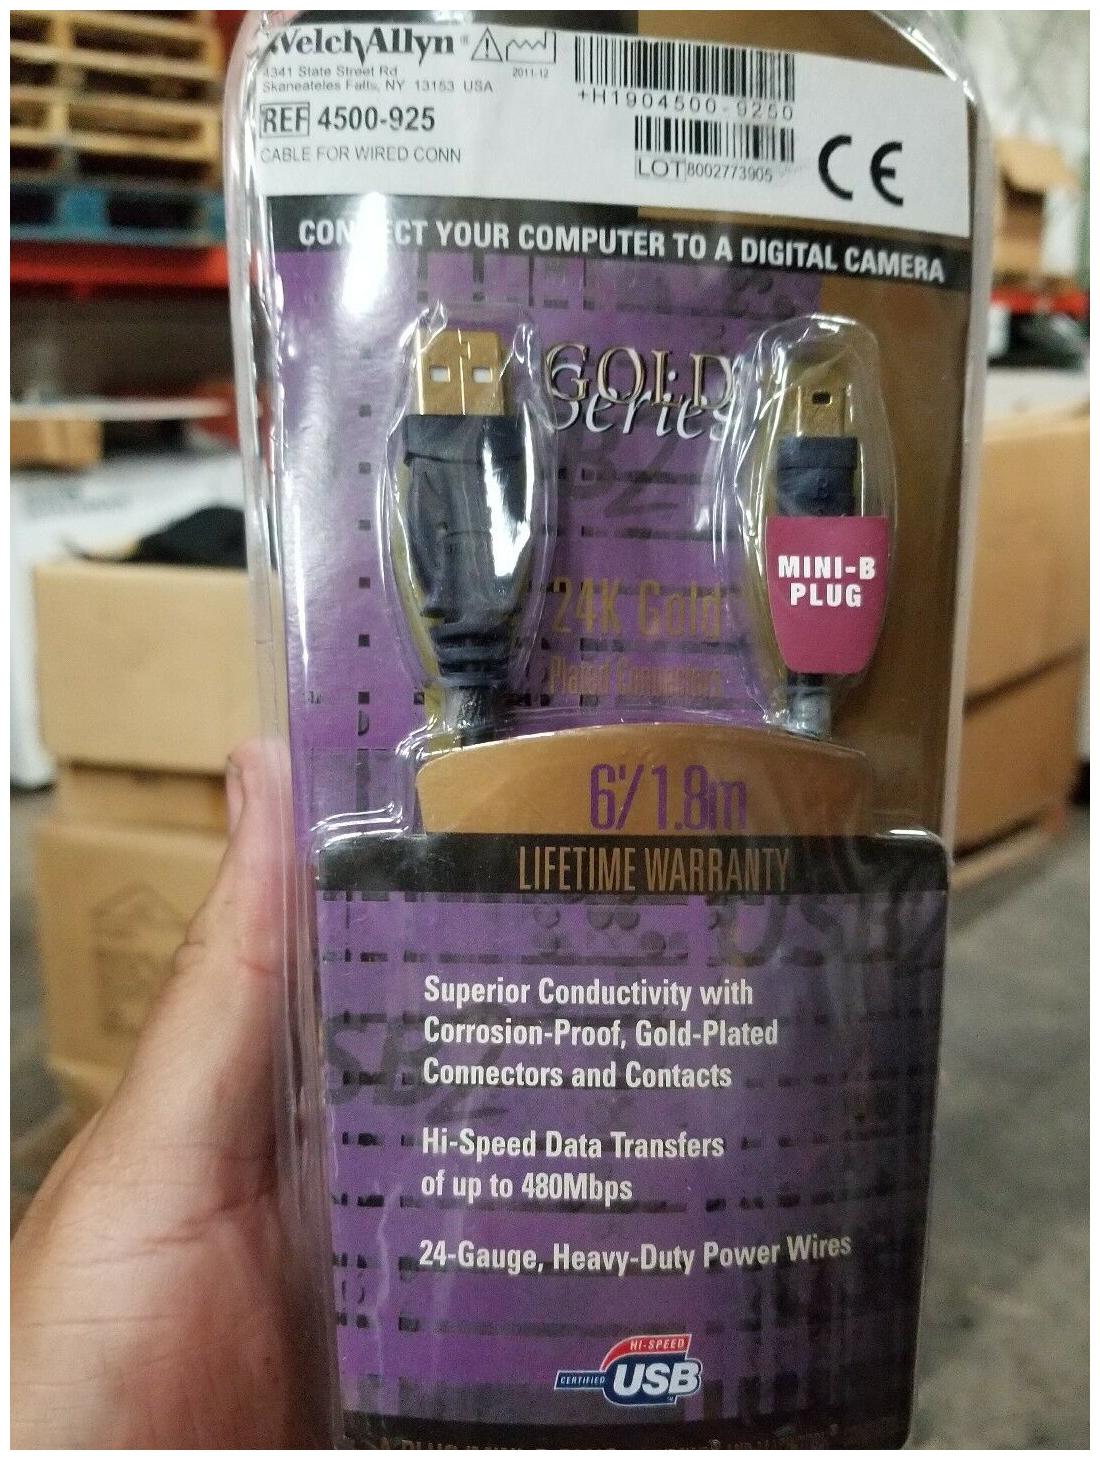 WelchAllyn®
4341 State Street Rd
Skaneateles Falls, NY 13153 USA
2011-12
REF 4500-925
CABLE FOR WIRED CONN
+H1904500-9250
LOT 8002773905
CE
CONNECT YOUR COMPUTER TO A DIGITAL CAMERA
GOLD
Series
24K Gold
Plated Connectors
MINI-B
PLUG
6'/1.8m
LIFETIME WARRANTY
Superior Conductivity with
Corrosion-Proof, Gold-Plated
Connectors and Contacts
Hi-Speed Data Transfers
of up to 480Mbps
24-Gauge, Heavy-Duty Power Wires
HI-SPEED
CERTIFIED USB